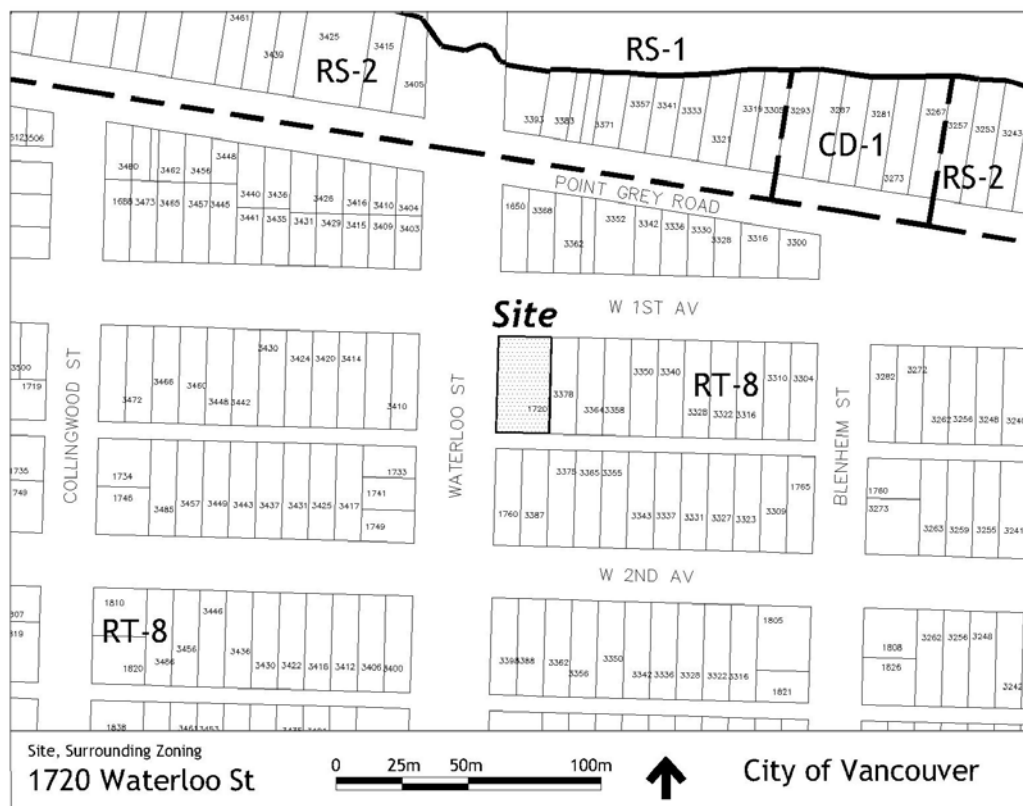 3461
3425
3415
3439
3405
RS-2
RS-1
3357 3341 3333
3393 3383 3371
3321
3319 3305 3293
3287
3281
3273
3267
3257 3253 3243
CD-1
RS-2
POINT GREY ROAD
3506
3480 3462 3456 3448
3440 3436 3426 3416 3410 3404
1688 3473 3465 3457 3445
3441 3435 3431 3429 3415 3409 3403
1650 3368 3352 3342 3336 3330
3362
3328 3316 3300
W 1ST AV
Site
3500
1719
3472 3466 3460 3448 3442
3430 3424 3420 3414
3410
1720
3378 3364 3358
3350 3340
3328 3322 3316
3310 3304
RT-8
3282 3272
3262 3256 3248
COLLINGWOOD ST
WATERLOO ST
BLENHEIM ST
1735
1749
1734
1746
3485 3457 3449 3443 3437 3431 3425 3417
1733
1741
1749
1760 3387
3375 3365 3355
3343 3337 3331 3327 3323 3309
1765
1760
3273
3263 3259 3255 3241
W 2ND AV
1810
1820
RT-8
3486 3456 3446 3436 3430 3422 3416 3412 3406 3400
3398 3388 3362 3356 3350
3342 3336 3328 3322 3316
1805
1821
1808
1826
3262 3256 3248
3242
1838
Site, Surrounding Zoning
1720 Waterloo St
0 25m 50m 100m
City of Vancouver